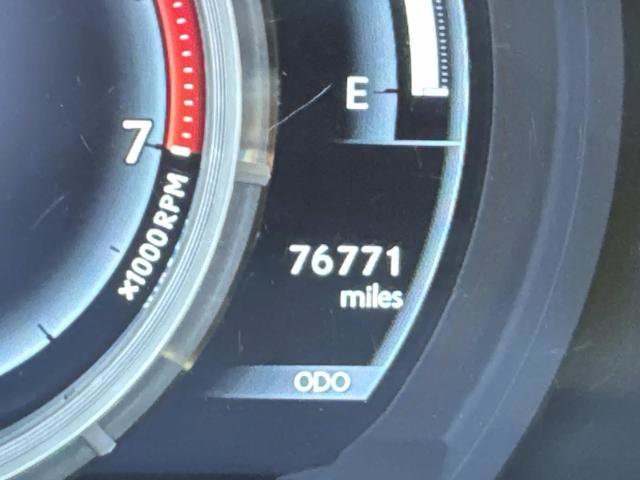 E
7
x1000RPM
76771
miles
ODO